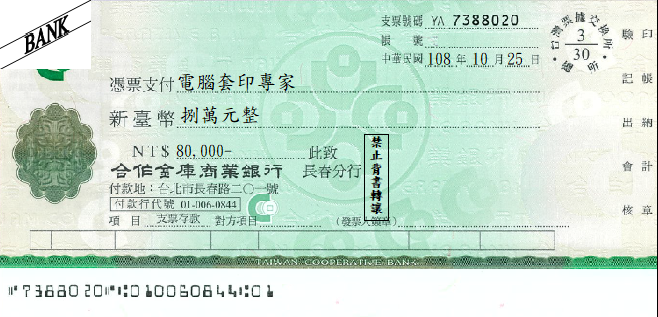 BANK
支票號碼 YA 7388020
帳 號
中華民國 108 年 10 月 25 日
台灣票據交換所
3
30
總所
憑票支付 電腦套印專家
新臺幣 捌萬元整
NT$ 80,000-
此致
合作金庫商業銀行 長春分行
禁止背書轉讓
付款地：台北市長春路二〇一號
付款行代號 01-006-0844
項 目 支票存款 對方項目 (發票人簽章)
驗 印
記 帳
出 納
會 計
核 章
TAIWAN COOPERATIVE BANK
⑈7388020⑈⑆010060844⑆01